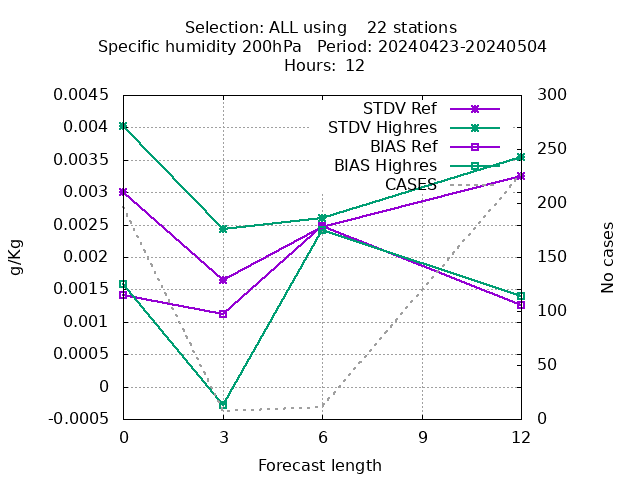 Selection: ALL using    22 stations
Specific humidity 200hPa   Period: 20240423-20240504
Hours: 12
STDV Ref
STDV Highres
BIAS Ref
BIAS Highres
CASES
g/Kg
0.0045
0.004
0.0035
0.003
0.0025
0.002
0.0015
0.001
0.0005
0
-0.0005
No cases
300
250
200
150
100
50
0
0 3 6 9 12
Forecast length